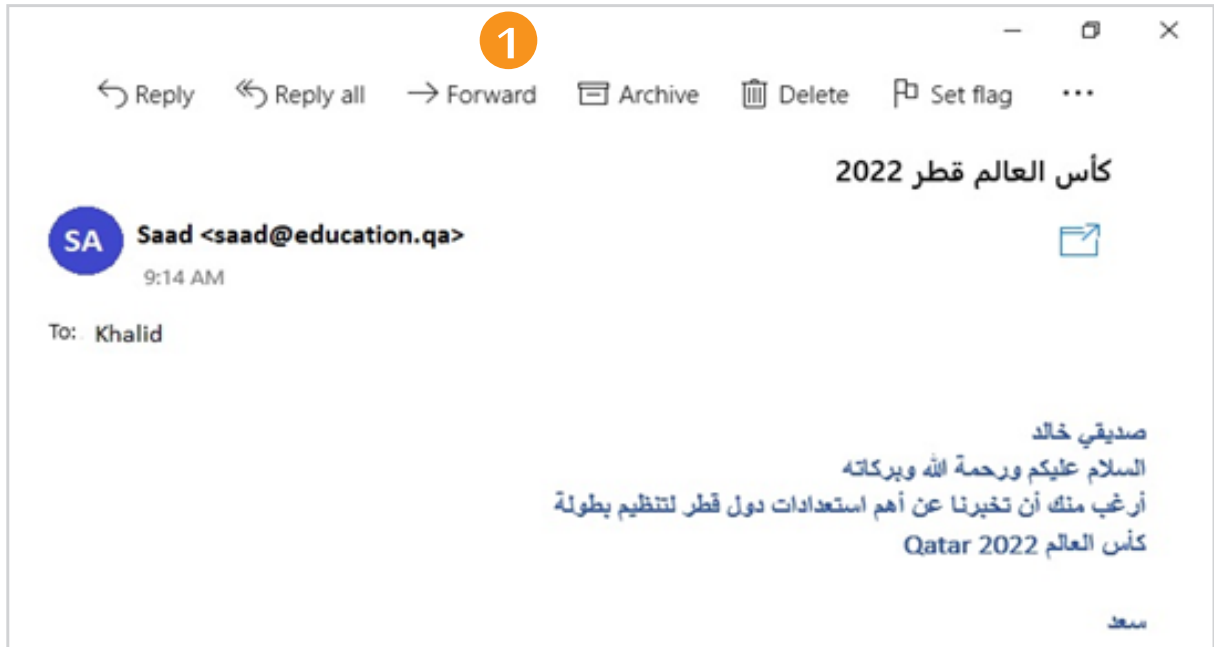 1
Reply Reply all Forward Archive Delete Set flag ...
كأس العالم قطر 2022
SA Saad <saad@education.qa>
9:14 AM
To: Khalid
صديقي خالد
السلام عليكم ورحمة الله وبركاته
أرغب منك أن تخبرنا عن أهم استعدادات دول قطر لتنظيم بطولة
كأس العالم Qatar 2022
سعد